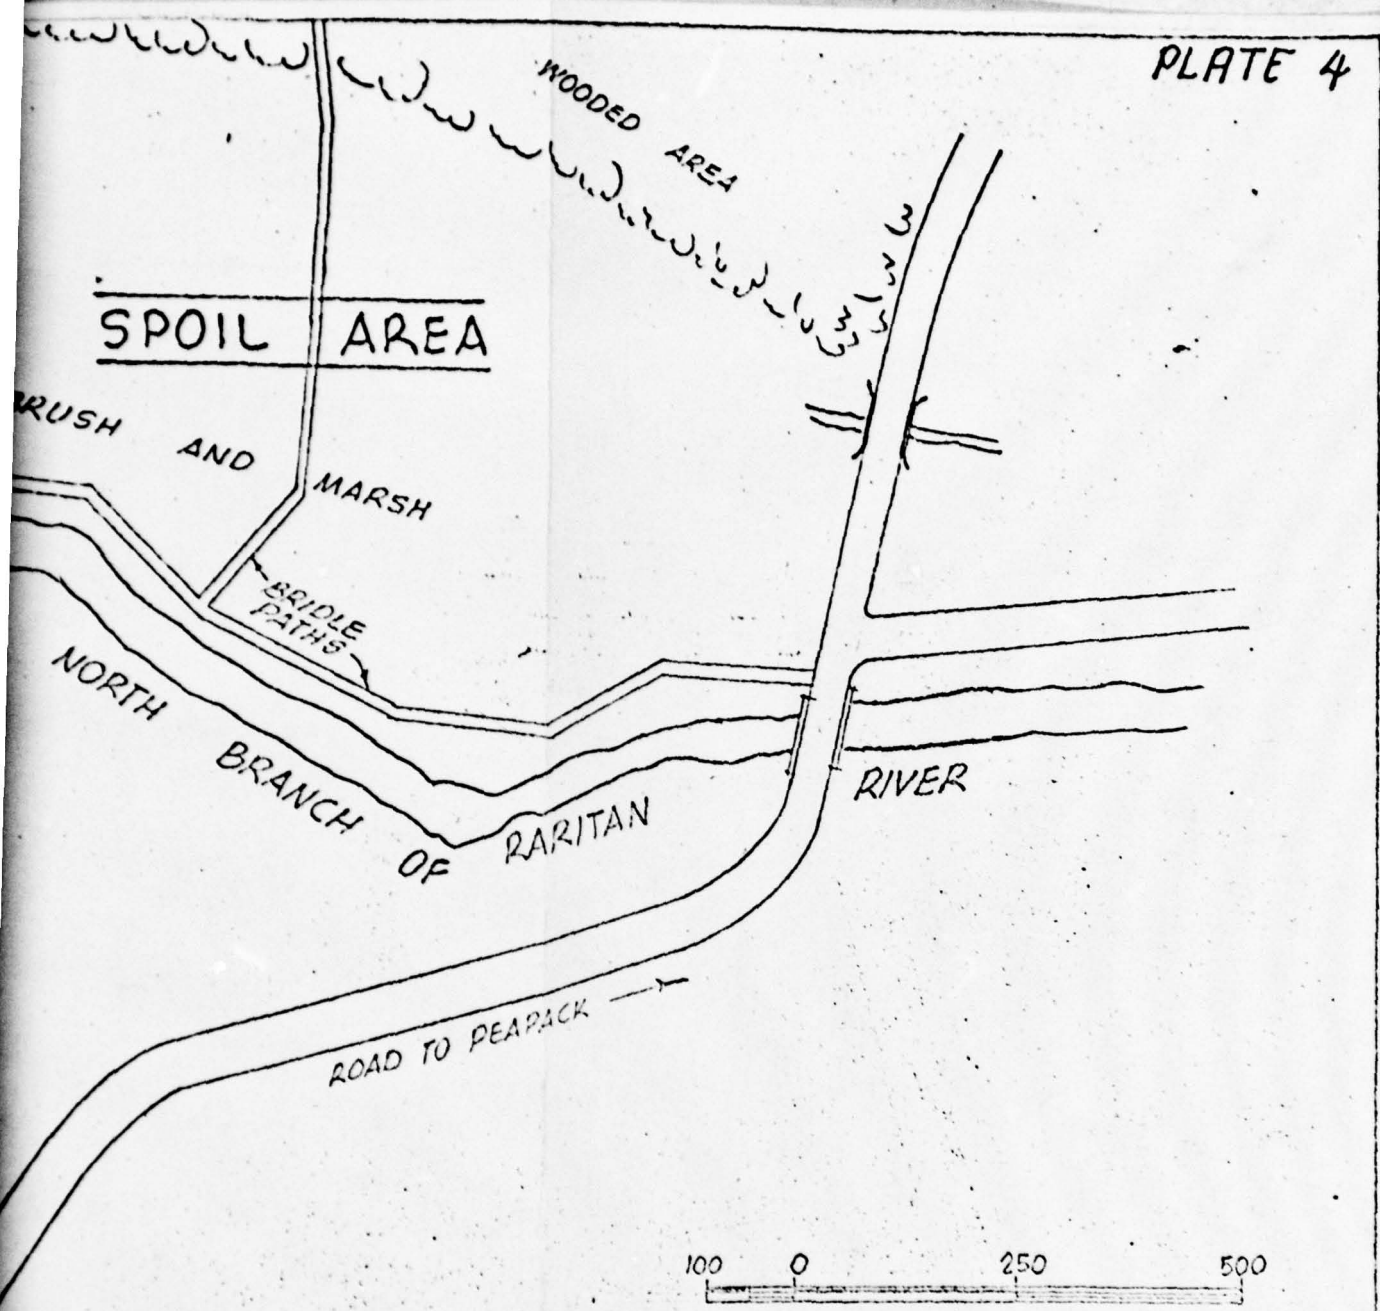 PLATE 4
WOODED AREA
SPOIL AREA
BRUSH AND MARSH
BRIDLE
PATHS
NORTH BRANCH OF RARITAN RIVER
ROAD TO PEAPACK
100 0 250 500